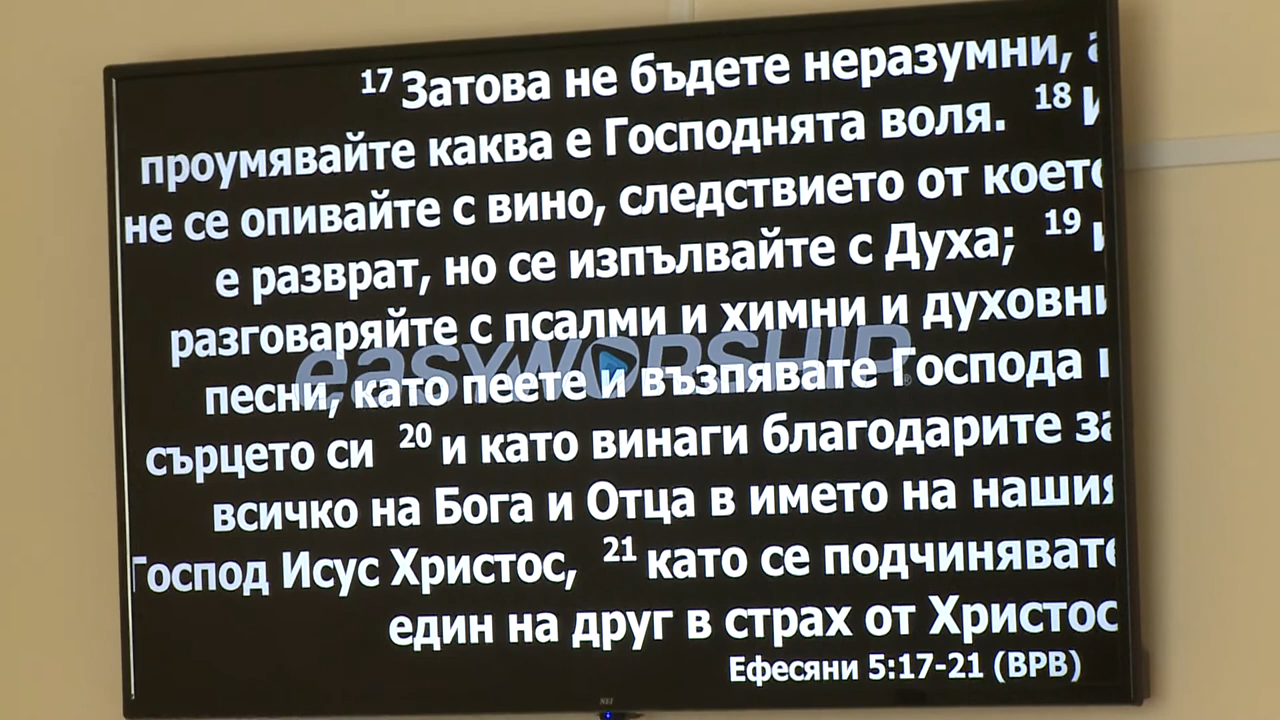 17 Затова не бъдете неразумни,
проумявайте каква е Господнята воля. 18 И
не се опивайте с вино, следствието от което
е разврат, но се изпълвайте с Духа; 19 и
разговаряйте с псалми и химни и духовни
easyworship
песни, като пеете и възпявате Господа
сърцето си 20 и като винаги благодарите за
всичко на Бога и Отца в името на нашия
Господ Исус Христос, 21 като се подчинявате
един на друг в страх от Христос
Ефесяни 5:17-21 (ВРВ)
NEI